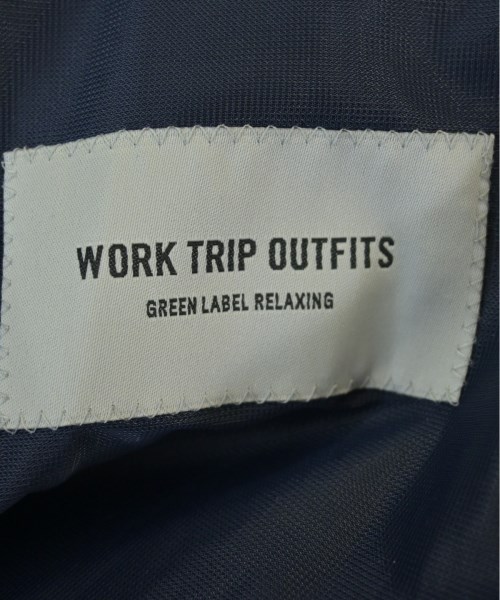 WORK TRIP OUTFITS
GREEN LABEL RELAXING